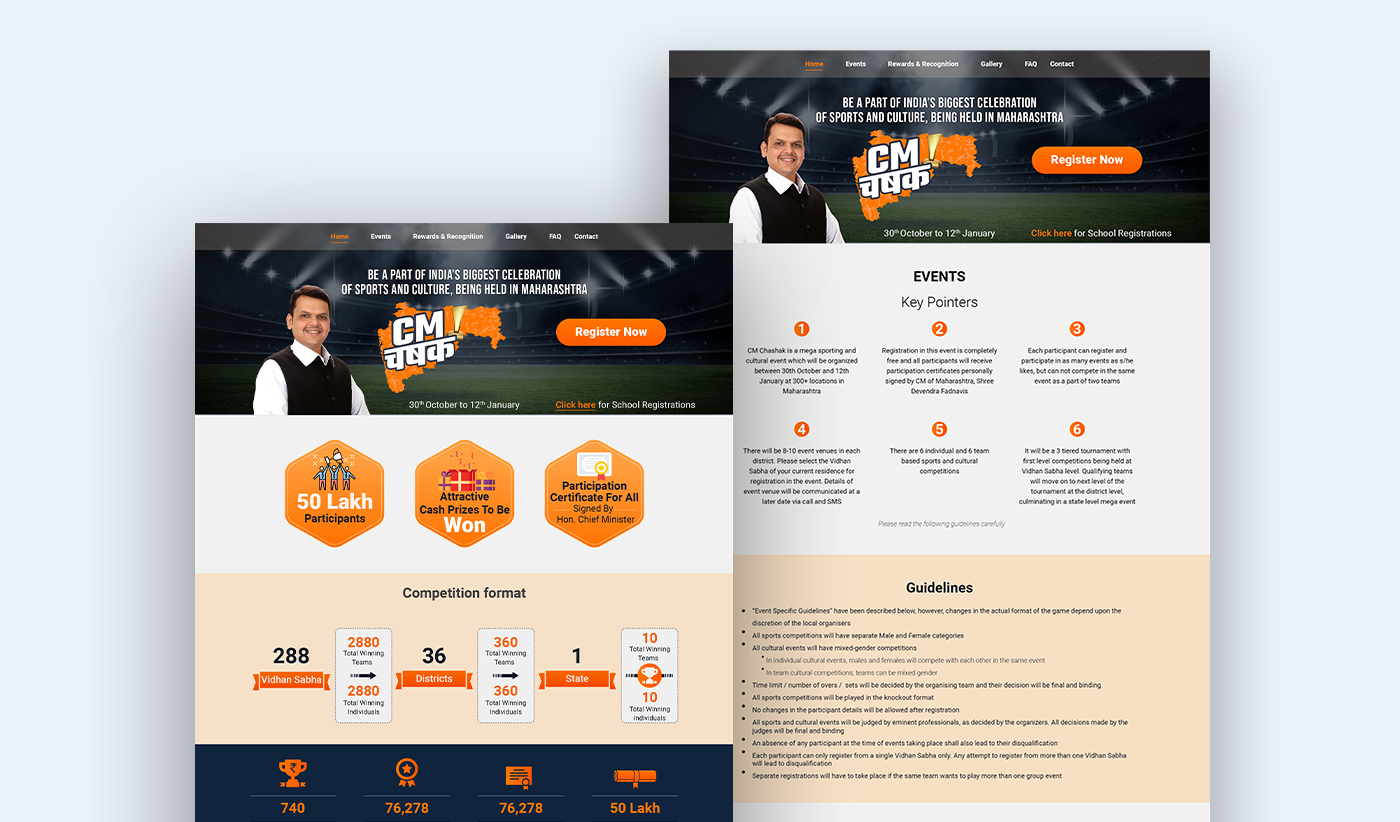 Home Events Rewards & Recognition Gallery FAQ Contact
BE A PART OF INDIA'S BIGGEST CELEBRATION
OF SPORTS AND CULTURE, BEING HELD IN MAHARASHTRA
CM
चषक
Register Now
30th October to 12th January
Click here for School Registrations
50 Lakh
Participants
Attractive
Cash Prizes To Be
Won
Participation
Certificate For All
Signed By
Hon. Chief Minister
Competition format
288
Vidhan Sabha
2880
Total Winning
Teams
2880
Total Winning
Individuals
36
Districts
360
Total Winning
Teams
360
Total Winning
Individuals
1
State
10
Total Winning
Teams
10
Total Winning
Individuals
740
76,278
76,278
50 Lakh
Home Events Rewards & Recognition Gallery FAQ Contact
BE A PART OF INDIA'S BIGGEST CELEBRATION
OF SPORTS AND CULTURE, BEING HELD IN MAHARASHTRA
CM
चषक
Register Now
30th October to 12th January
Click here for School Registrations
EVENTS
Key Pointers
1
CM Chashak is a mega sporting and
cultural event which will be organized
between 30th October and 12th
January at 300+ locations in
Maharashtra
2
Registration in this event is completely
free and all participants will receive
participation certificates personally
signed by CM of Maharashtra, Shree
Devendra Fadnavis
3
Each participant can register and
participate in as many events as s/he
likes, but can not compete in the same
event as a part of two teams
4
There will be 8-10 event venues in each
district. Please select the Vidhan
Sabha of your current residence for
registration in the event. Details of
event venue will be communicated at a
later date via call and SMS
5
There are 6 individual and 6 team
based sports and cultural
competitions
6
It will be a 3 tiered tournament with
first level competitions being held at
Vidhan Sabha level. Qualifying teams
will move on to next level of the
tournament at the district level,
culminating in a state level mega event
Please read the following guidelines carefully
Guidelines
• "Event Specific Guidelines" have been described below, however, changes in the actual format of the game depend upon the
discretion of the local organisers
• All sports competitions will have separate Male and Female categories
• All cultural events will have mixed-gender competitions
• In individual cultural events, males and females will compete with each other in the same event
• In team cultural competitions, teams can be mixed gender
• Time limit / number of overs / sets will be decided by the organising team and their decision will be final and binding
• All sports competitions will be played in the knockout format
• No changes in the participant details will be allowed after registration
• All sports and cultural events will be judged by eminent professionals, as decided by the organizers. All decisions made by the
judges will be final and binding
• An absence of any participant at the time of events taking place shall also lead to their disqualification
• Each participant can only register from a single Vidhan Sabha only. Any attempt to register from more than one Vidhan Sabha
will lead to disqualification
• Separate registrations will have to take place if the same team wants to play more than one group event